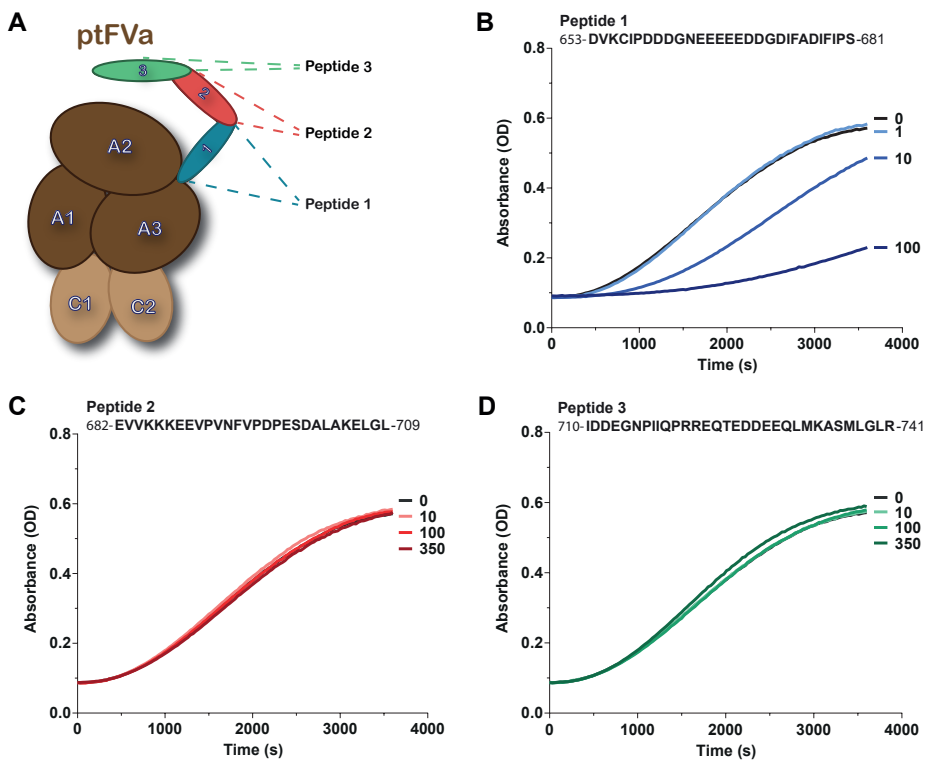 A
ptFVa
3
2
1
A2
A1
A3
C1
C2
Peptide 3
Peptide 2
Peptide 1
B
Peptide 1
653-DVKCIPDDDGNEEEEEDDGDIFADIFIPS-681
Absorbance (OD)
0.8
0.6
0.4
0.2
0.0
0
1000
2000
3000
4000
Time (s)
0
1
10
100
C
Peptide 2
682-EVVKKKKEEVPVNFVPDPESDALAKELGL-709
Absorbance (OD)
0.8
0.6
0.4
0.2
0.0
0
1000
2000
3000
4000
Time (s)
0
10
100
350
D
Peptide 3
710-IDDEGNPIIQPRREQTEDDEEQLMKASMLGLR-741
Absorbance (OD)
0.8
0.6
0.4
0.2
0.0
0
1000
2000
3000
4000
Time (s)
0
10
100
350